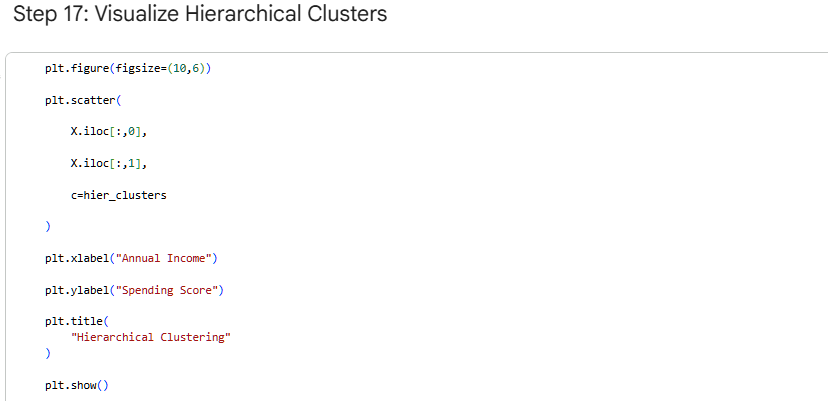 Step 17: Visualize Hierarchical Clusters
plt.figure(figsize=(10,6))
plt.scatter(
X.iloc[:,0],
X.iloc[:,1],
c=hier_clusters
)
plt.xlabel("Annual Income")
plt.ylabel("Spending Score")
plt.title(
"Hierarchical Clustering"
)
plt.show()